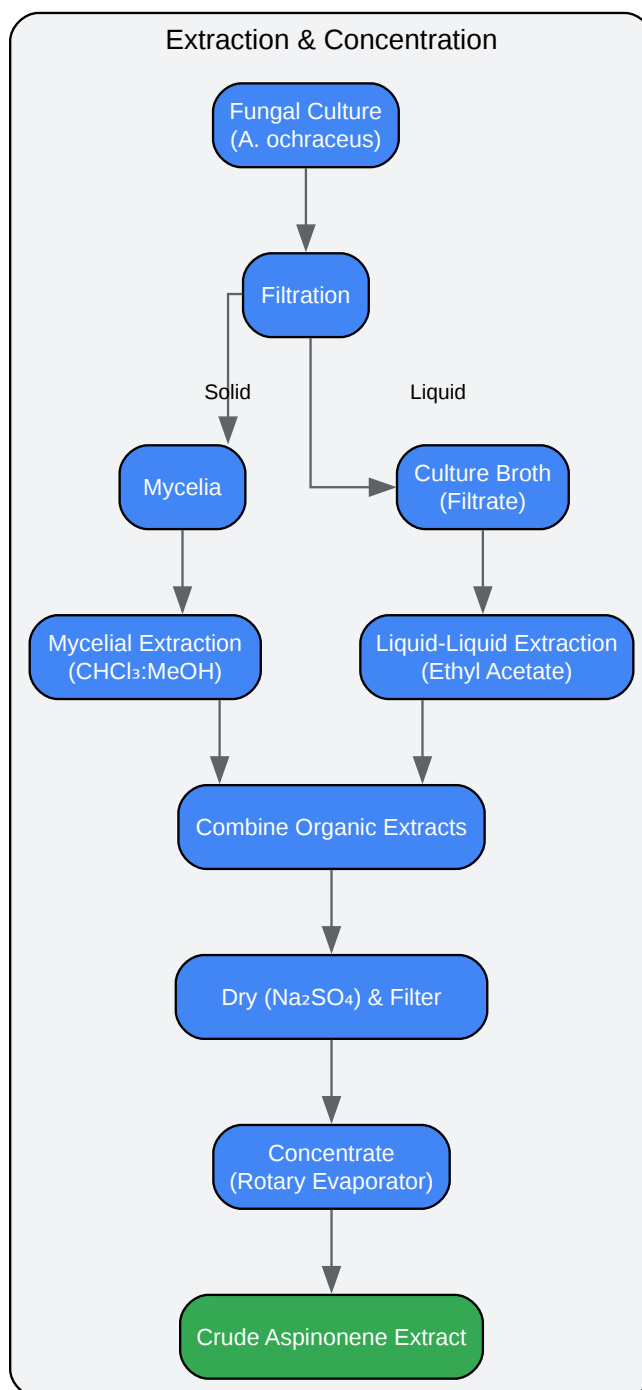 Extraction & Concentration
Fungal Culture
(A. ochraceus)
Filtration
Solid
Liquid
Mycelia
Culture Broth
(Filtrate)
Mycelial Extraction
(CHCl₃:MeOH)
Liquid-Liquid Extraction
(Ethyl Acetate)
Combine Organic Extracts
Dry (Na₂SO₄) & Filter
Concentrate
(Rotary Evaporator)
Crude Aspinonene Extract